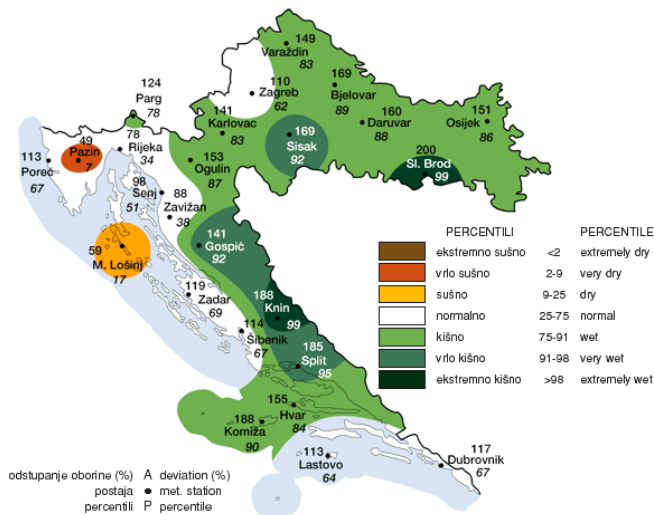 149
Varaždin
83
124
Parg
78
110
Zagreb
62
169
Bjelovar
89
141
Karlovac
83
160
Daruvar
88
151
Osijek
86
49
Pazin
7
78
Rijeka
34
169
Sisak
92
200
Sl. Brod
99
113
Poreč
67
153
Ogulin
87
98
Senj
51
88
Zavižan
38
141
Gospić
92
59
M. Lošinj
17
119
Zadar
69
188
Knin
99
114
Šibenik
67
185
Split
95
155
Hvar
84
188
Komiža
90
113
Lastovo
64
117
Dubrovnik
67
PERCENTILI PERCENTILE
ekstremno sušno <2 extremely dry
vrlo sušno 2-9 very dry
sušno 9-25 dry
normalno 25-75 normal
kišno 75-91 wet
vrlo kišno 91-98 very wet
ekstremno kišno >98 extremely wet
odstupanje oborine (%) A deviation (%)
postaja ● met. station
percentili P percentile